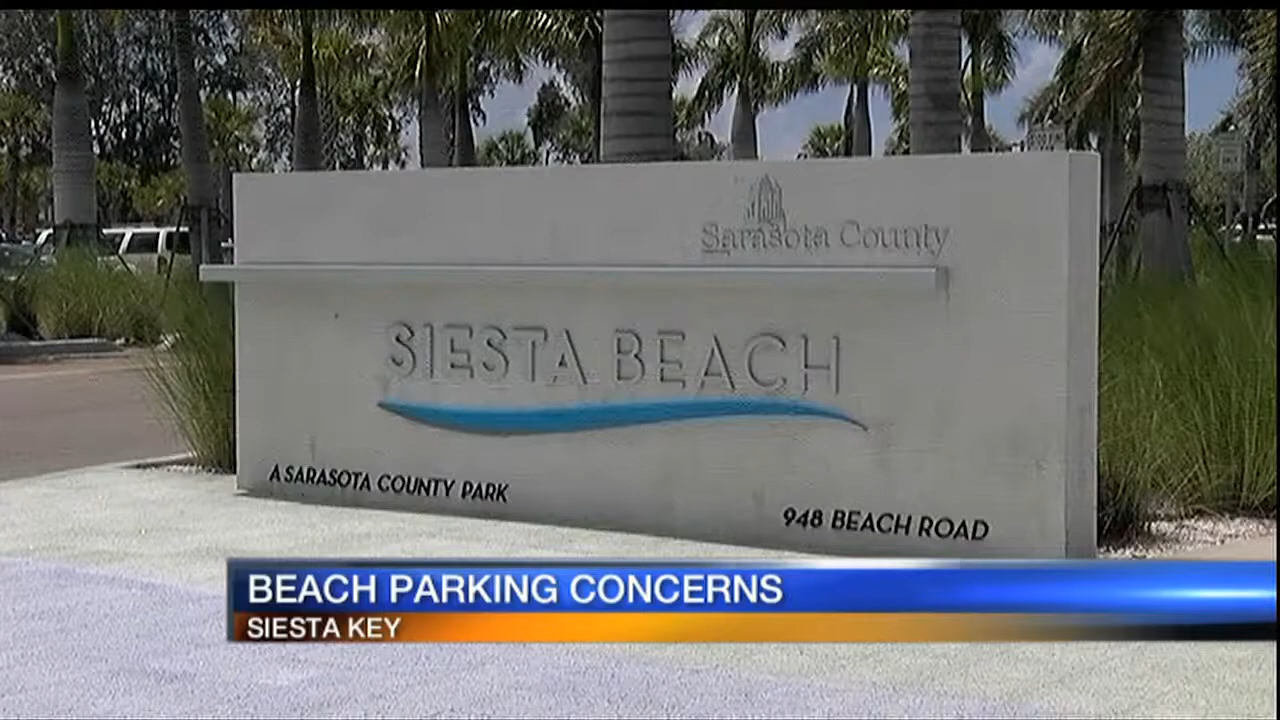 Sarasota County
SIESTA BEACH
A SARASOTA COUNTY PARK
948 BEACH ROAD
BEACH PARKING CONCERNS
SIESTA KEY